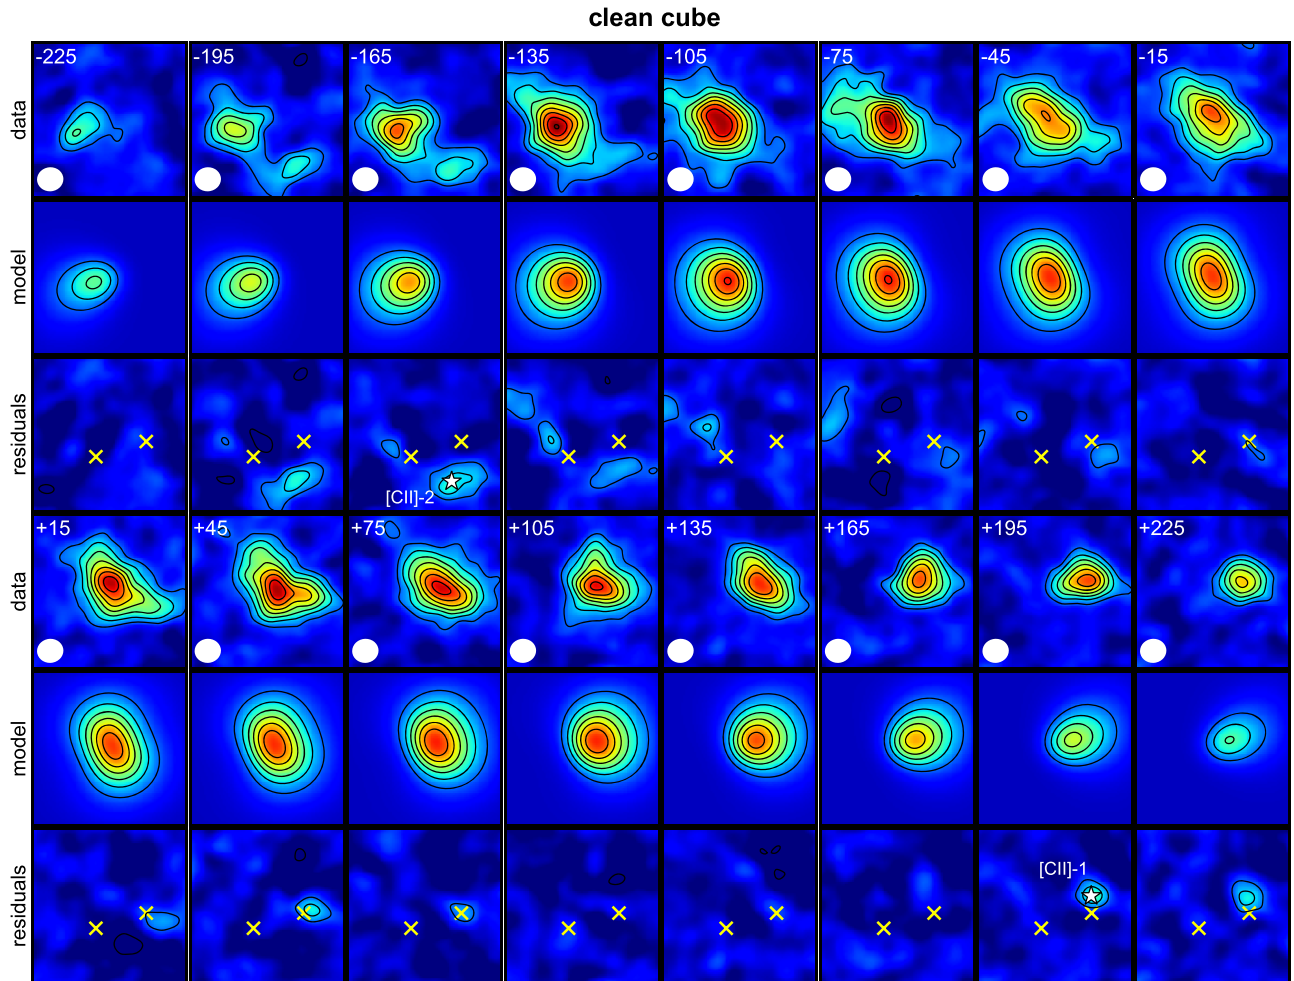 clean cube
data
-225 -195 -165 -135 -105 -75 -45 -15
model
residuals
[CII]-2
data
+15 +45 +75 +105 +135 +165 +195 +225
model
residuals
[CII]-1